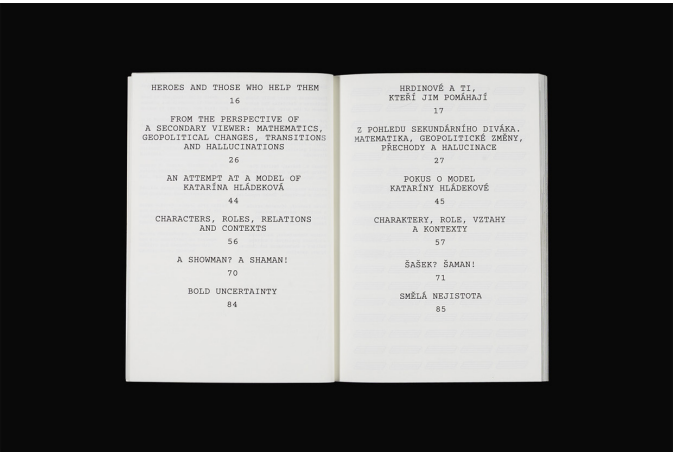 HEROES AND THOSE WHO HELP THEM
16
FROM THE PERSPECTIVE OF
A SECONDARY VIEWER: MATHEMATICS,
GEOPOLITICAL CHANGES, TRANSITIONS
AND HALLUCINATIONS
26
AN ATTEMPT AT A MODEL OF
KATARÍNA HLÁDEKOVÁ
44
CHARACTERS, ROLES, RELATIONS
AND CONTEXTS
56
A SHOWMAN? A SHAMAN!
70
BOLD UNCERTAINTY
84
HRDINOVÉ A TI,
KTEŘÍ JIM POMÁHAJÍ
17
Z POHLEDU SEKUNDÁRNÍHO DIVÁKA.
MATEMATIKA, GEOPOLITICKÉ ZMĚNY,
PŘECHODY A HALUCINACE
27
POKUS O MODEL
KATARÍNY HLÁDEKOVÉ
45
CHARAKTERY, ROLE, VZTAHY
A KONTEXTY
57
ŠAŠEK? ŠAMAN!
71
SMĚLÁ NEJISTOTA
85